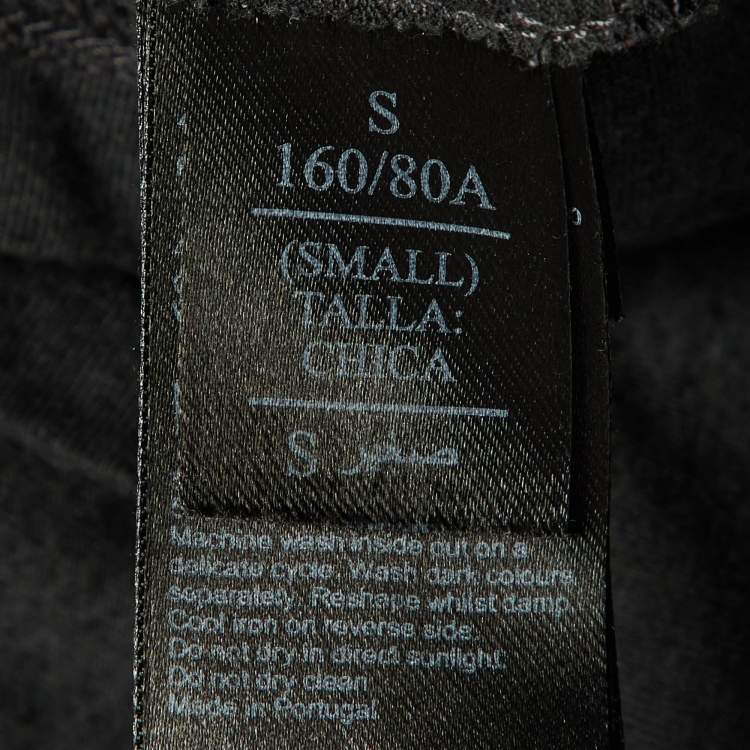 S
160/80A
(SMALL)
TALLA:
CHICA
S صغير
Machine wash inside out on a
delicate cycle. Wash dark colours
separately. Reshape whilst damp.
Cool iron on reverse side.
Do not dry in direct sunlight.
Do not dry clean
Made in Portugal